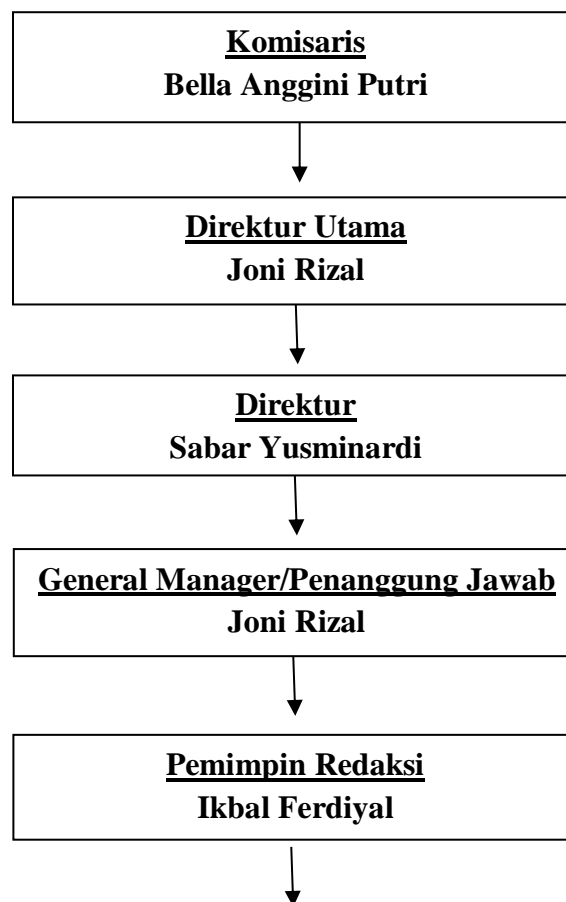 Komisaris
Bella Anggini Putri
Direktur Utama
Joni Rizal
Direktur
Sabar Yusminardi
General Manager/Penanggung Jawab
Joni Rizal
Pemimpin Redaksi
Ikbal Ferdiyal